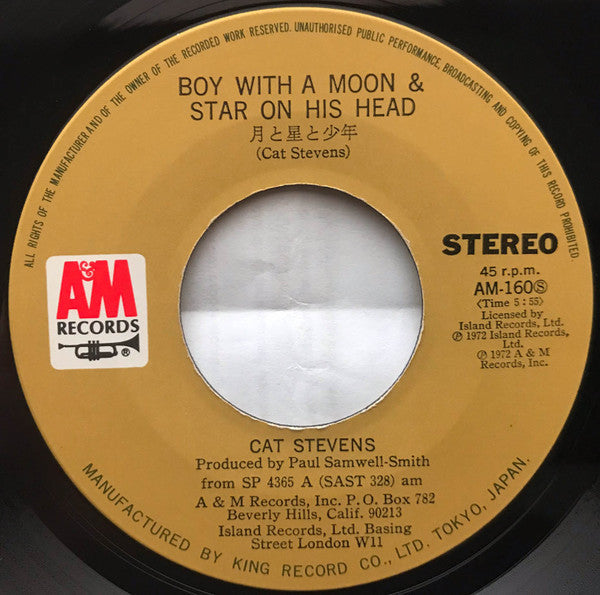 ALL RIGHTS OF THE MANUFACTURER AND OF THE OWNER OF THE RECORDED WORK RESERVED. UNAUTHORISED PUBLIC PERFORMANCE, BROADCASTING AND COPYING OF THIS RECORD PROHIBITED.
BOY WITH A MOON &
STAR ON HIS HEAD
月と星と少年
(Cat Stevens)
A&M
RECORDS
®
STEREO
45 r.p.m.
AM-160Ⓢ
〈Time 5:55〉
Licensed by
Island Records, Ltd.
Ⓟ 1972 Island Records,
Ltd.
Ⓟ 1972 A & M
Records, Inc.
CAT STEVENS
Produced by Paul Samwell-Smith
from SP 4365 A (SAST 328) am
A & M Records, Inc. P. O. Box 782
Beverly Hills, Calif. 90213
Island Records, Ltd. Basing
Street London W11
MANUFACTURED BY KING RECORD CO., LTD. TOKYO, JAPAN.